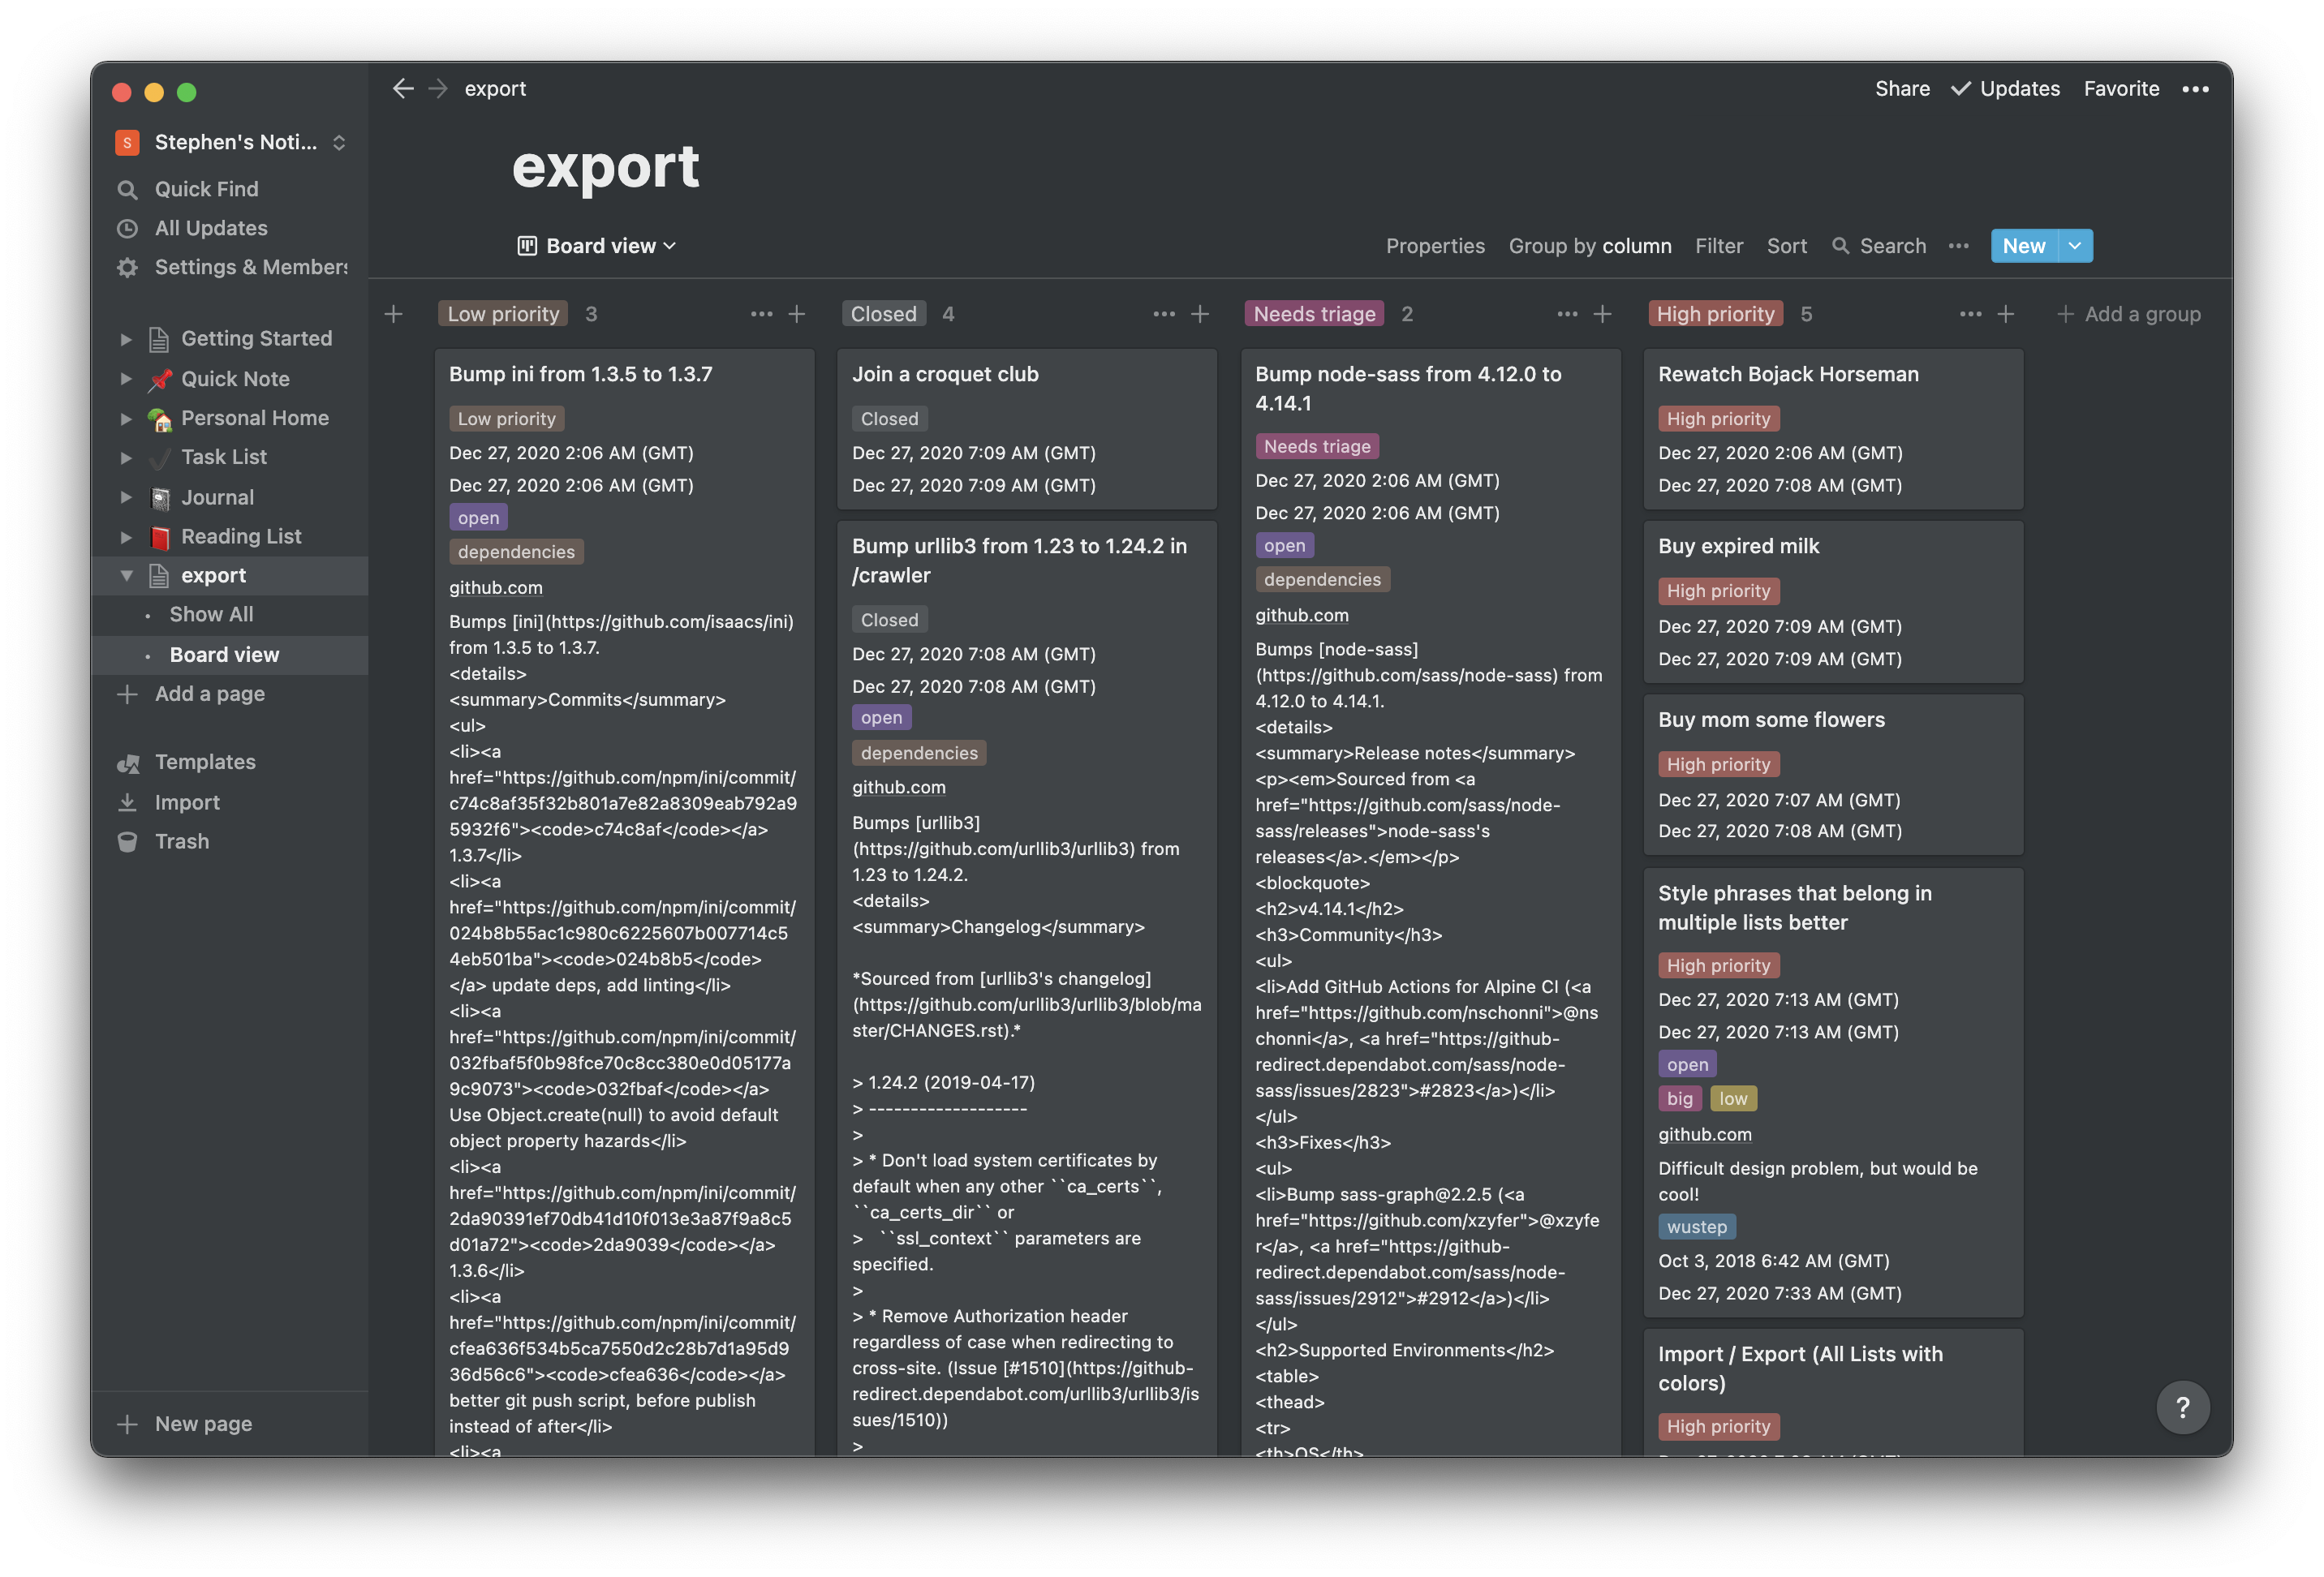 S
Stephen's Noti...
Quick Find
All Updates
Settings & Members
Getting Started
Quick Note
Personal Home
Task List
Journal
Reading List
export
Show All
Board view
Add a page
Templates
Import
Trash
New page
export
Share
Updates
Favorite
export
Board view
Properties
Group by column
Filter
Sort
Search
New
Low priority 3
Bump ini from 1.3.5 to 1.3.7
Low priority
Dec 27, 2020 2:06 AM (GMT)
Dec 27, 2020 2:06 AM (GMT)
open
dependencies
github.com
Bumps [ini](https://github.com/isaacs/ini)
from 1.3.5 to 1.3.7.
<details>
<summary>Commits</summary>
<ul>
<li><a
href="https://github.com/npm/ini/commit/
c74c8af35f32b801a7e82a8309eab792a9
5932f6"><code>c74c8af</code></a>
1.3.7</li>
<li><a
href="https://github.com/npm/ini/commit/
024b8b55ac1c980c6225607b007714c5
4eb501ba"><code>024b8b5</code>
</a> update deps, add linting</li>
<li><a
href="https://github.com/npm/ini/commit/
032fbaf5f0b98fce70c8cc380e0d05177a
9c9073"><code>032fbaf</code></a>
Use Object.create(null) to avoid default
object property hazards</li>
<li><a
href="https://github.com/npm/ini/commit/
2da90391ef70db41d10f013e3a87f9a8c5
d01a72"><code>2da9039</code></a>
1.3.6</li>
<li><a
href="https://github.com/npm/ini/commit/
cfea636f534b5ca7550d2c28b7d1a95d9
36d56c6"><code>cfea636</code></a>
better git push script, before publish
instead of after</li>
<li><a
Closed 4
Join a croquet club
Closed
Dec 27, 2020 7:09 AM (GMT)
Dec 27, 2020 7:09 AM (GMT)
Bump urllib3 from 1.23 to 1.24.2 in
/crawler
Closed
Dec 27, 2020 7:08 AM (GMT)
Dec 27, 2020 7:08 AM (GMT)
open
dependencies
github.com
Bumps [urllib3]
(https://github.com/urllib3/urllib3) from
1.23 to 1.24.2.
<details>
<summary>Changelog</summary>
*Sourced from [urllib3's changelog]
(https://github.com/urllib3/urllib3/blob/ma
ster/CHANGES.rst).*
> 1.24.2 (2019-04-17)
> -------------------
>
> * Don't load system certificates by
default when any other ``ca_certs``,
``ca_certs_dir`` or
>   ``ssl_context`` parameters are
specified.
>
> * Remove Authorization header
regardless of case when redirecting to
cross-site. (Issue [#1510](https://github-
redirect.dependabot.com/urllib3/urllib3/is
sues/1510))
>
Needs triage 2
Bump node-sass from 4.12.0 to
4.14.1
Needs triage
Dec 27, 2020 2:06 AM (GMT)
Dec 27, 2020 2:06 AM (GMT)
open
dependencies
github.com
Bumps [node-sass]
(https://github.com/sass/node-sass) from
4.12.0 to 4.14.1.
<details>
<summary>Release notes</summary>
<p><em>Sourced from <a
href="https://github.com/sass/node-
sass/releases">node-sass's
releases</a>.</em></p>
<blockquote>
<h2>v4.14.1</h2>
<h3>Community</h3>
<ul>
<li>Add GitHub Actions for Alpine CI (<a
href="https://github.com/nschonni">@ns
chonni</a>, <a href="https://github-
redirect.dependabot.com/sass/node-
sass/issues/2823">#2823</a>)</li>
</ul>
<h3>Fixes</h3>
<ul>
<li>Bump sass-graph@2.2.5 (<a
href="https://github.com/xzyfer">@xzyfe
r</a>, <a href="https://github-
redirect.dependabot.com/sass/node-
sass/issues/2912">#2912</a>)</li>
</ul>
<h2>Supported Environments</h2>
<table>
<thead>
<tr>
<th>OS</th>
High priority 5
Rewatch Bojack Horseman
High priority
Dec 27, 2020 2:06 AM (GMT)
Dec 27, 2020 7:08 AM (GMT)
Buy expired milk
High priority
Dec 27, 2020 7:09 AM (GMT)
Dec 27, 2020 7:09 AM (GMT)
Buy mom some flowers
High priority
Dec 27, 2020 7:07 AM (GMT)
Dec 27, 2020 7:08 AM (GMT)
Style phrases that belong in
multiple lists better
High priority
Dec 27, 2020 7:13 AM (GMT)
Dec 27, 2020 7:13 AM (GMT)
open
big low
github.com
Difficult design problem, but would be
cool!
wustep
Oct 3, 2018 6:42 AM (GMT)
Dec 27, 2020 7:33 AM (GMT)
Import / Export (All Lists with
colors)
High priority
Add a group
?